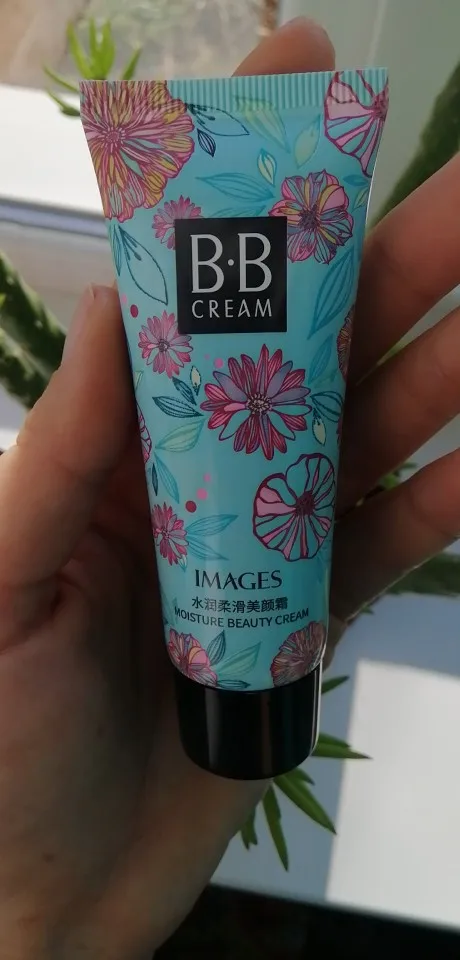 B·B
CREAM
IMAGES
水润柔滑美颜霜
MOISTURE BEAUTY CREAM